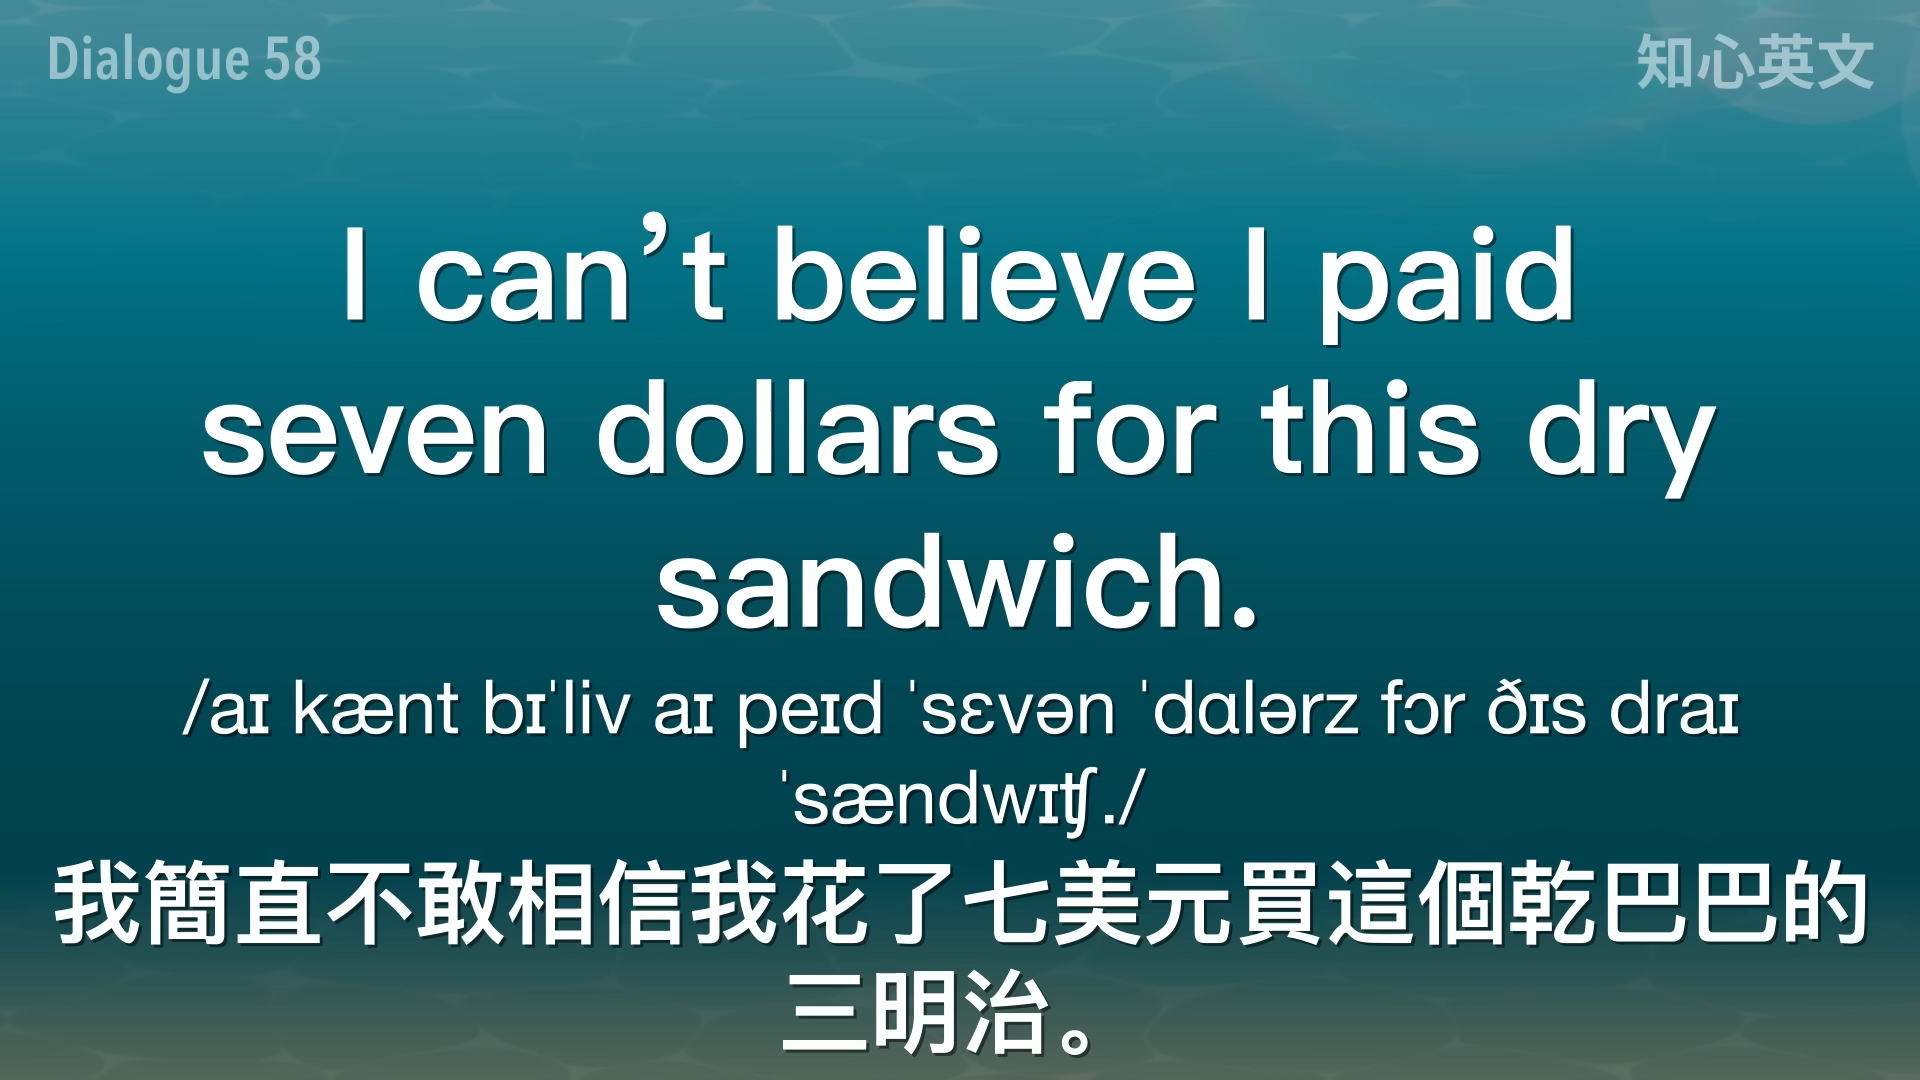 Dialogue 58
知心英文
I can’t believe I paid
seven dollars for this dry
sandwich.
/aɪ kænt bɪˈliv aɪ peɪd ˈsɛvən ˈdɑlərz fɔr ðɪs draɪ
ˈsændwɪʧ./
我簡直不敢相信我花了七美元買這個乾巴巴的
三明治。